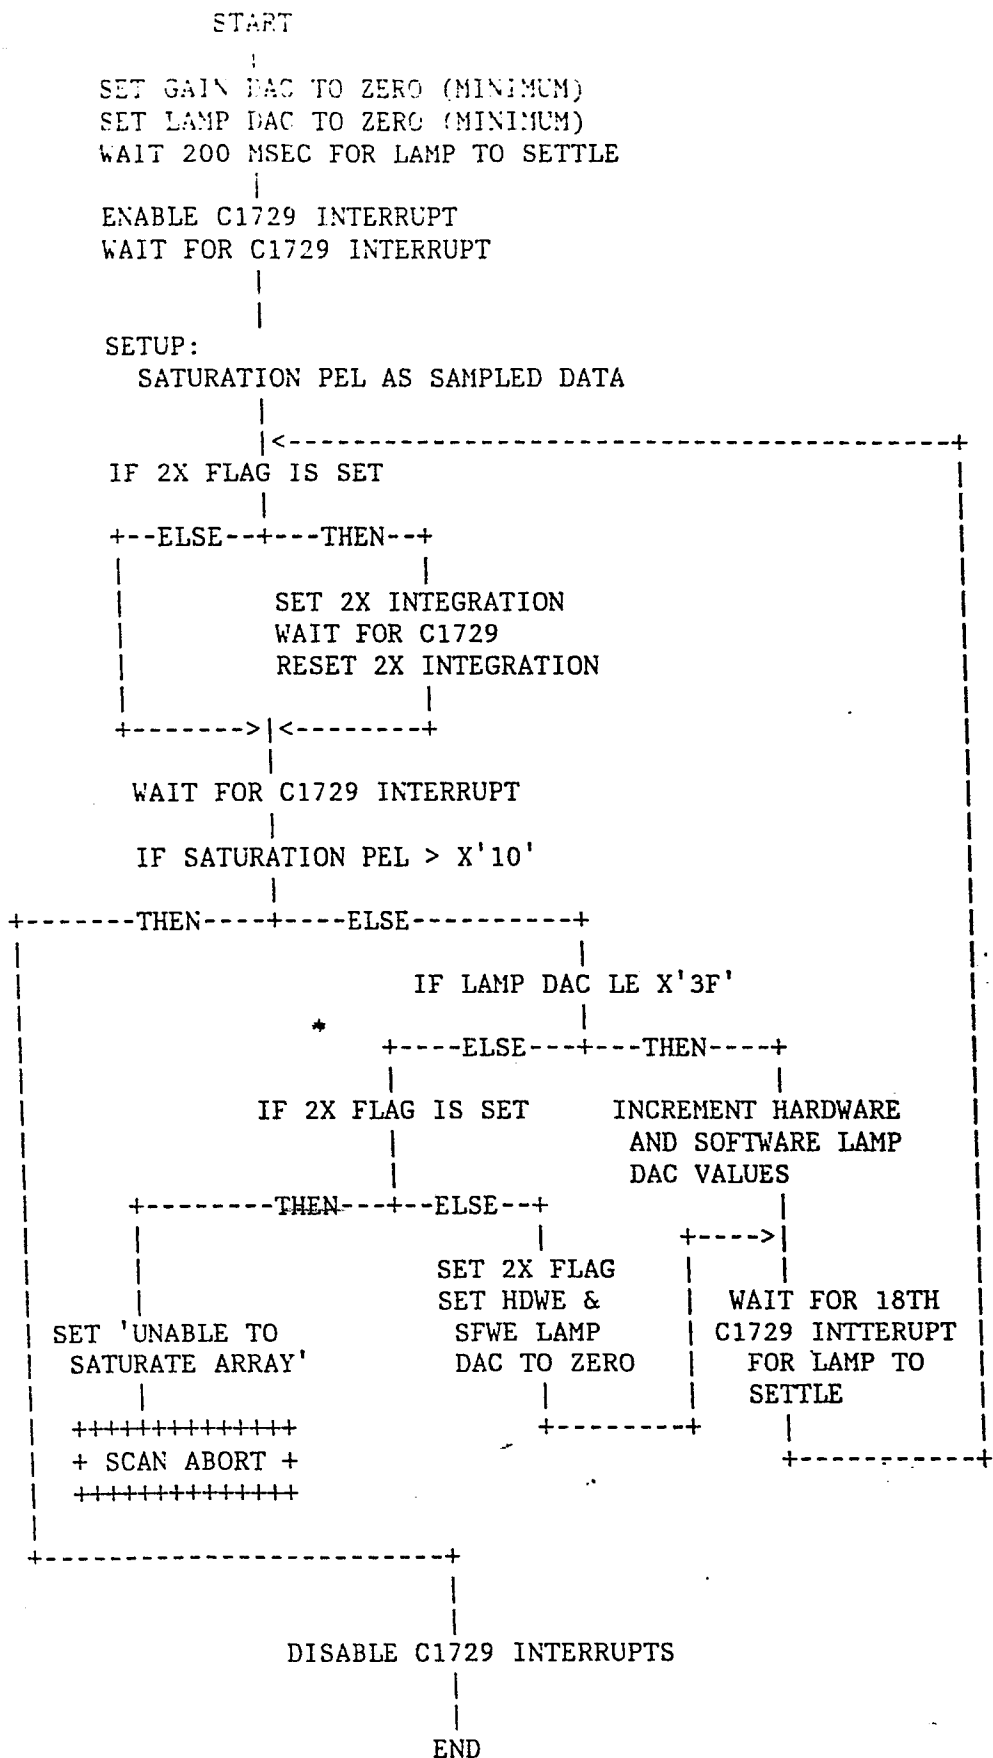 START
SET GAIN DAC TO ZERO (MINIMUM)
SET LAMP DAC TO ZERO (MINIMUM)
WAIT 200 MSEC FOR LAMP TO SETTLE
ENABLE C1729 INTERRUPT
WAIT FOR C1729 INTERRUPT
SETUP:
SATURATION PEL AS SAMPLED DATA
IF 2X FLAG IS SET
ELSE THEN
SET 2X INTEGRATION
WAIT FOR C1729
RESET 2X INTEGRATION
WAIT FOR C1729 INTERRUPT
IF SATURATION PEL > X'10'
THEN ELSE
IF LAMP DAC LE X'3F'
ELSE THEN
IF 2X FLAG IS SET
INCREMENT HARDWARE
AND SOFTWARE LAMP
DAC VALUES
THEN ELSE
SET 2X FLAG
SET HDWE &
SFWE LAMP
DAC TO ZERO
WAIT FOR 18TH
C1729 INTTERUPT
FOR LAMP TO
SETTLE
SET 'UNABLE TO
SATURATE ARRAY'
+ SCAN ABORT +
DISABLE C1729 INTERRUPTS
END